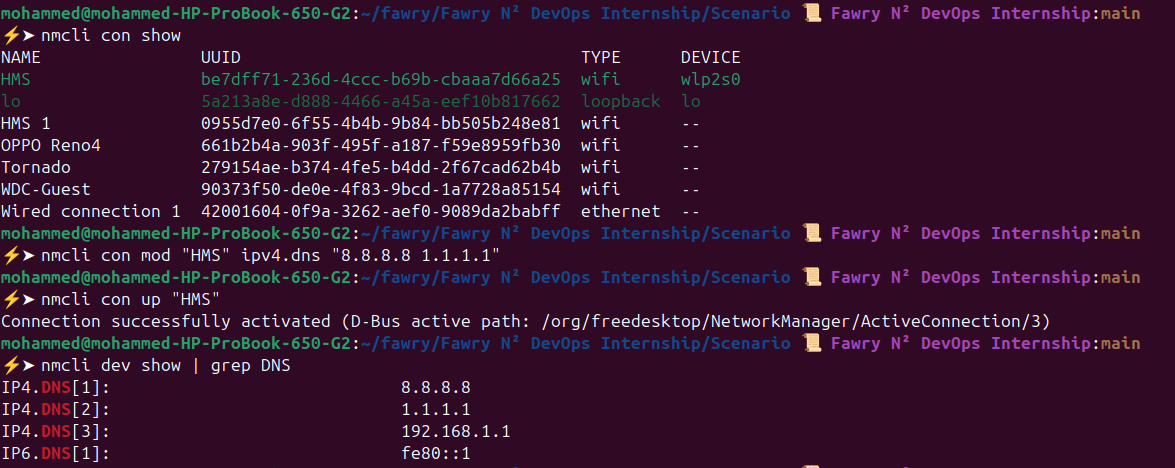 mohammed@mohammed-HP-ProBook-650-G2:~/fawry/Fawry N² DevOps Internship/Scenario 📜 Fawry N² DevOps Internship:main
⚡➤ nmcli con show
NAME UUID TYPE DEVICE
HMS be7dff71-236d-4ccc-b69b-cbaaa7d66a25 wifi wlp2s0
lo 5a213a8e-d888-4466-a45a-eef10b817662 loopback lo
HMS 1 0955d7e0-6f55-4b4b-9b84-bb505b248e81 wifi --
OPPO Reno4 661b2b4a-903f-495f-a187-f59e8959fb30 wifi --
Tornado 279154ae-b374-4fe5-b4dd-2f67cad62b4b wifi --
WDC-Guest 90373f50-de0e-4f83-9bcd-1a7728a85154 wifi --
Wired connection 1 42001604-0f9a-3262-aef0-9089da2babff ethernet --
mohammed@mohammed-HP-ProBook-650-G2:~/fawry/Fawry N² DevOps Internship/Scenario 📜 Fawry N² DevOps Internship:main
⚡➤ nmcli con mod "HMS" ipv4.dns "8.8.8.8 1.1.1.1"
mohammed@mohammed-HP-ProBook-650-G2:~/fawry/Fawry N² DevOps Internship/Scenario 📜 Fawry N² DevOps Internship:main
⚡➤ nmcli con up "HMS"
Connection successfully activated (D-Bus active path: /org/freedesktop/NetworkManager/ActiveConnection/3)
mohammed@mohammed-HP-ProBook-650-G2:~/fawry/Fawry N² DevOps Internship/Scenario 📜 Fawry N² DevOps Internship:main
⚡➤ nmcli dev show | grep DNS
IP4.DNS[1]: 8.8.8.8
IP4.DNS[2]: 1.1.1.1
IP4.DNS[3]: 192.168.1.1
IP6.DNS[1]: fe80::1